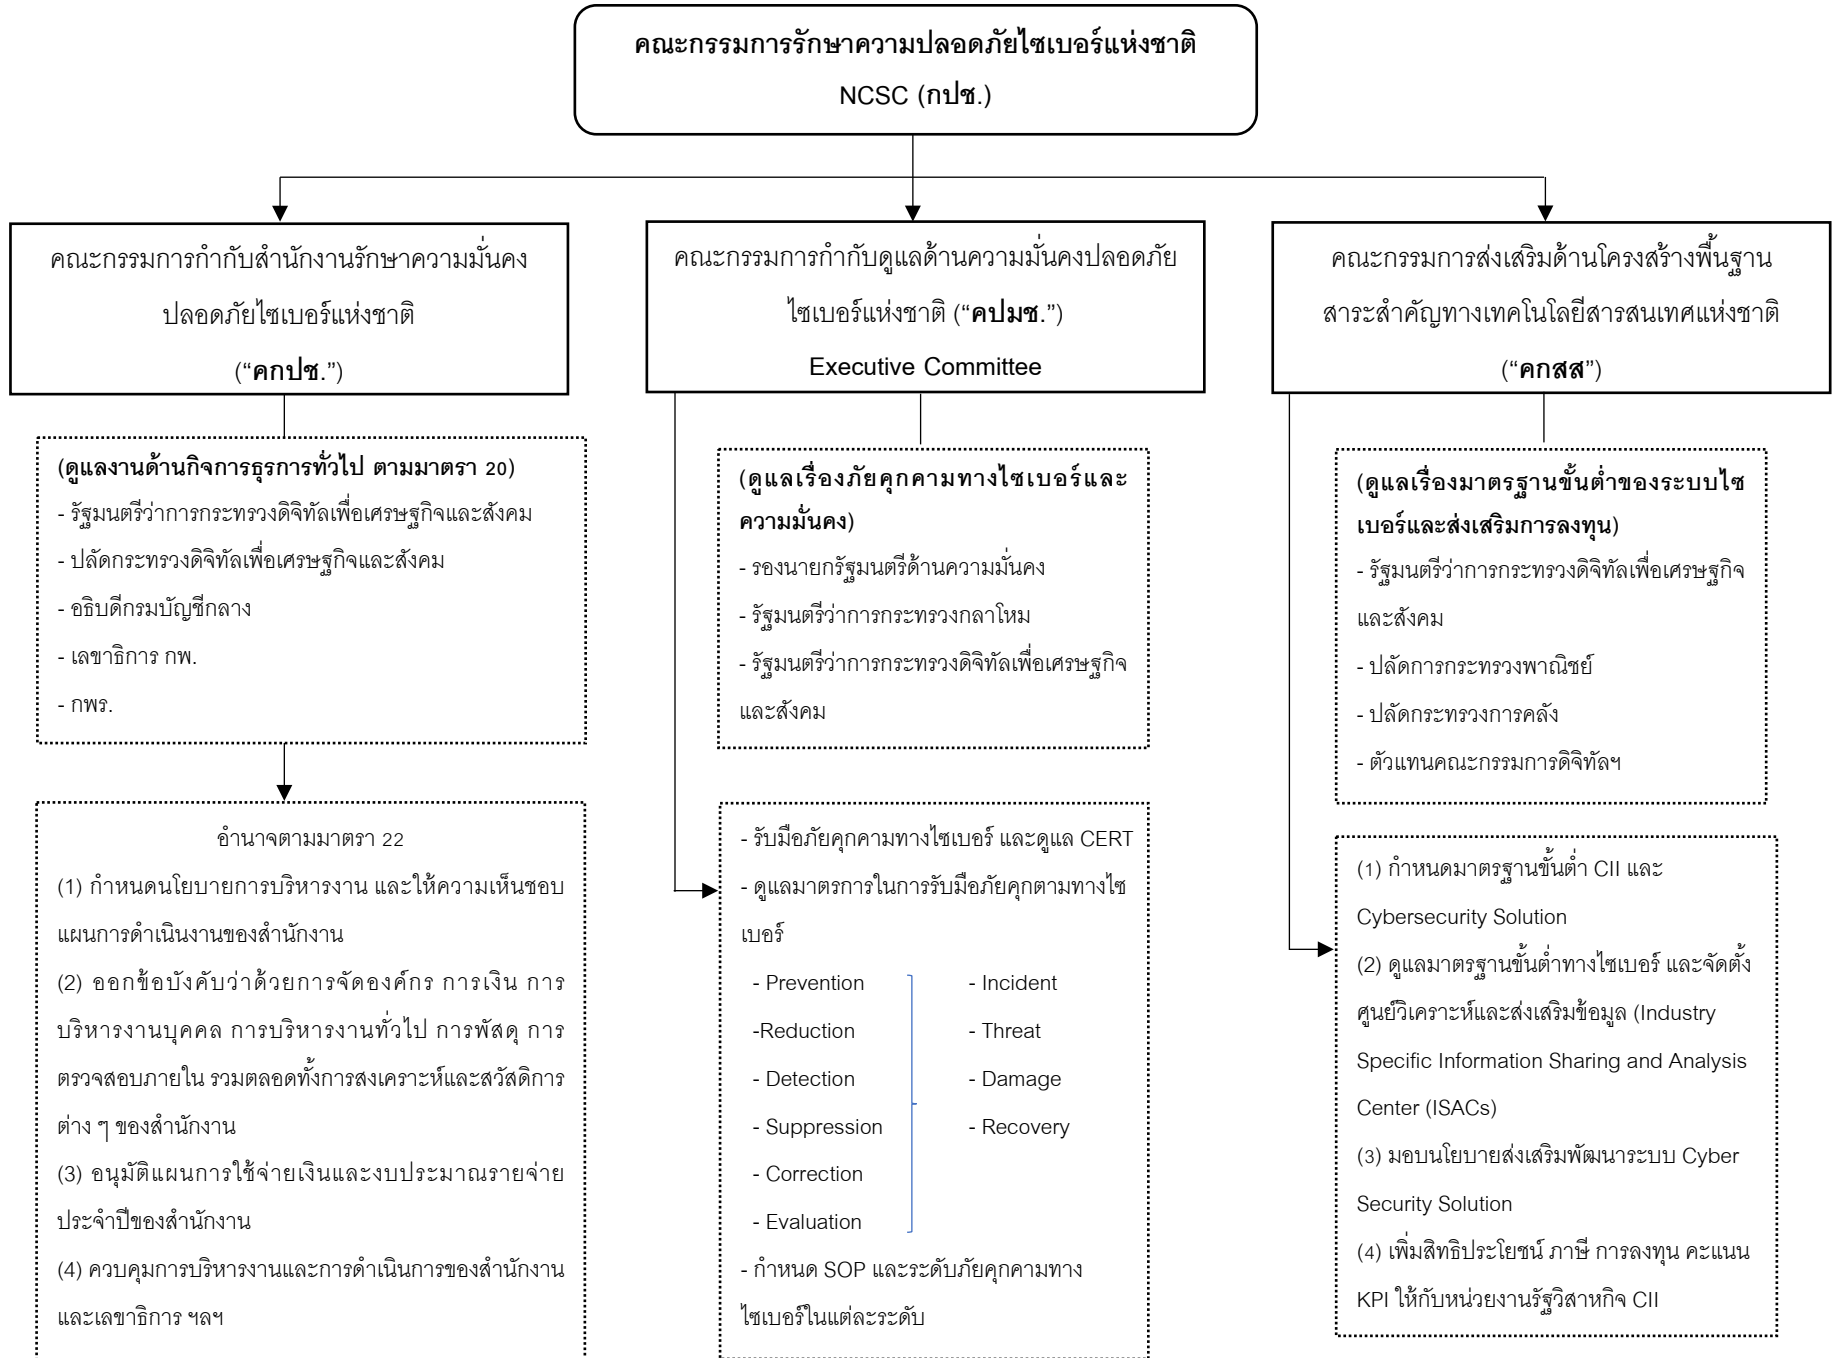 คณะกรรมการรักษาความปลอดภัยไซเบอร์แห่งชาติ
NCSC (กปช.)
คณะกรรมการกำกับสำนักงานรักษาความมั่นคง
ปลอดภัยไซเบอร์แห่งชาติ
(“คกปช.”)
(ดูแลงานด้านกิจการธุรการทั่วไป ตามมาตรา 20)
- รัฐมนตรีว่าการกระทรวงดิจิทัลเพื่อเศรษฐกิจและสังคม
- ปลัดกระทรวงดิจิทัลเพื่อเศรษฐกิจและสังคม
- อธิบดีกรมบัญชีกลาง
- เลขาธิการ กพ.
- กพร.
อำนาจตามมาตรา 22
(1) กำหนดนโยบายการบริหารงาน และให้ความเห็นชอบ
แผนการดำเนินงานของสำนักงาน
(2) ออกข้อบังคับว่าด้วยการจัดองค์กร การเงิน การ
บริหารงานบุคคล การบริหารงานทั่วไป การพัสดุ การ
ตรวจสอบภายใน รวมตลอดทั้งการสงเคราะห์และสวัสดิการ
ต่าง ๆ ของสำนักงาน
(3) อนุมัติแผนการใช้จ่ายเงินและงบประมาณรายจ่าย
ประจำปีของสำนักงาน
(4) ควบคุมการบริหารงานและการดำเนินการของสำนักงาน
และเลขาธิการ ฯลฯ
คณะกรรมการกำกับดูแลด้านความมั่นคงปลอดภัย
ไซเบอร์แห่งชาติ (“คปมช.”)
Executive Committee
(ดูแลเรื่องภัยคุกคามทางไซเบอร์และ
ความมั่นคง)
- รองนายกรัฐมนตรีด้านความมั่นคง
- รัฐมนตรีว่าการกระทรวงกลาโหม
- รัฐมนตรีว่าการกระทรวงดิจิทัลเพื่อเศรษฐกิจ
และสังคม
- รับมือภัยคุกคามทางไซเบอร์ และดูแล CERT
- ดูแลมาตรการในการรับมือภัยคุกตามทางไซ
เบอร์
- Prevention
-Reduction
- Detection
- Suppression
- Correction
- Evaluation
- Incident
- Threat
- Damage
- Recovery
- กำหนด SOP และระดับภัยคุกคามทาง
ไซเบอร์ในแต่ละระดับ
คณะกรรมการส่งเสริมด้านโครงสร้างพื้นฐาน
สาระสำคัญทางเทคโนโลยีสารสนเทศแห่งชาติ
(“คกสส”)
(ดูแลเรื่องมาตรฐานขั้นต่ำของระบบไซ
เบอร์และส่งเสริมการลงทุน)
- รัฐมนตรีว่าการกระทรวงดิจิทัลเพื่อเศรษฐกิจ
และสังคม
- ปลัดการกระทรวงพาณิชย์
- ปลัดกระทรวงการคลัง
- ตัวแทนคณะกรรมการดิจิทัลฯ
(1) กำหนดมาตรฐานขั้นต่ำ CII และ
Cybersecurity Solution
(2) ดูแลมาตรฐานขั้นต่ำทางไซเบอร์ และจัดตั้ง
ศูนย์วิเคราะห์และส่งเสริมข้อมูล (Industry
Specific Information Sharing and Analysis
Center (ISACs)
(3) มอบนโยบายส่งเสริมพัฒนาระบบ Cyber
Security Solution
(4) เพิ่มสิทธิประโยชน์ ภาษี การลงทุน คะแนน
KPI ให้กับหน่วยงานรัฐวิสาหกิจ CII